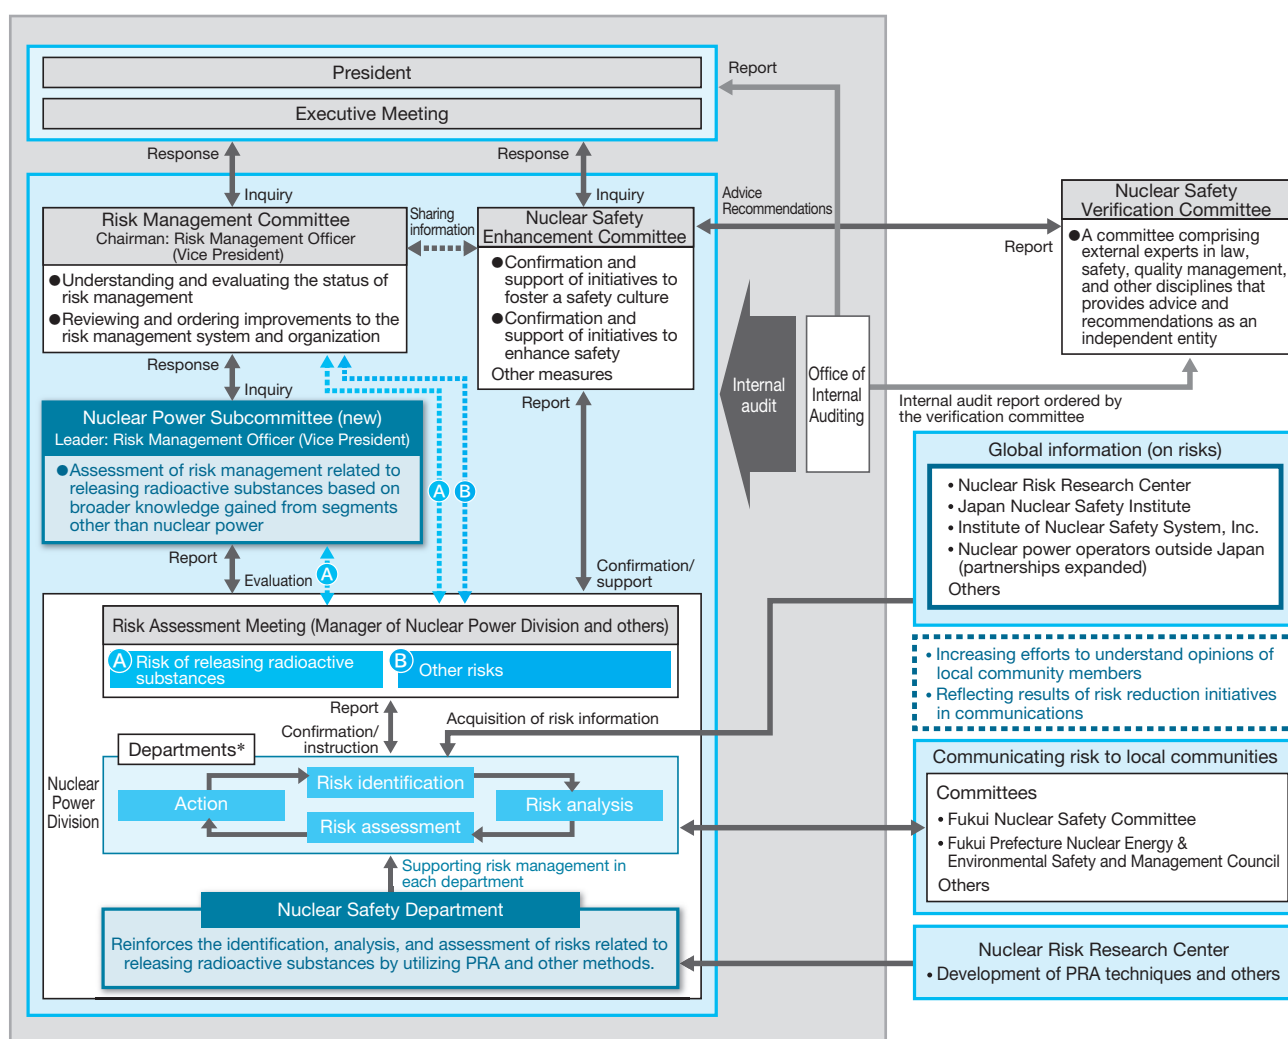 President
Executive Meeting
Report
Response
Inquiry
Response
Inquiry
Risk Management Committee
Chairman: Risk Management Officer
(Vice President)
●Understanding and evaluating the status of
risk management
●Reviewing and ordering improvements to the
risk management system and organization
Sharing
information
Nuclear Safety
Enhancement Committee
●Confirmation and
support of initiatives to
foster a safety culture
●Confirmation and
support of initiatives to
enhance safety
Other measures
Advice
Recommendations
Report
Nuclear Safety
Verification Committee
●A committee comprising
external experts in law,
safety, quality management,
and other disciplines that
provides advice and
recommendations as an
independent entity
Internal
audit
Office of
Internal
Auditing
Internal audit report ordered by
the verification committee
Response
Inquiry
Nuclear Power Subcommittee (new)
Leader: Risk Management Officer (Vice President)
●Assessment of risk management related to
releasing radioactive substances based on
broader knowledge gained from segments
other than nuclear power
A
B
Report
Evaluation
A
Report
Confirmation/
support
Global information (on risks)
• Nuclear Risk Research Center
• Japan Nuclear Safety Institute
• Institute of Nuclear Safety System, Inc.
• Nuclear power operators outside Japan
(partnerships expanded)
Others
Risk Assessment Meeting (Manager of Nuclear Power Division and others)
A Risk of releasing radioactive
substances
B Other risks
• Increasing efforts to understand opinions of
local community members
• Reflecting results of risk reduction initiatives
in communications
Report
Confirmation/
instruction
Acquisition of risk information
Nuclear
Power
Division
Departments*
Risk identification
Action
Risk analysis
Risk assessment
Communicating risk to local communities
Committees
• Fukui Nuclear Safety Committee
• Fukui Prefecture Nuclear Energy &
Environmental Safety and Management Council
Others
Supporting risk management in
each department
Nuclear Safety Department
Reinforces the identification, analysis, and assessment of risks related to
releasing radioactive substances by utilizing PRA and other methods.
Nuclear Risk Research Center
• Development of PRA techniques and others